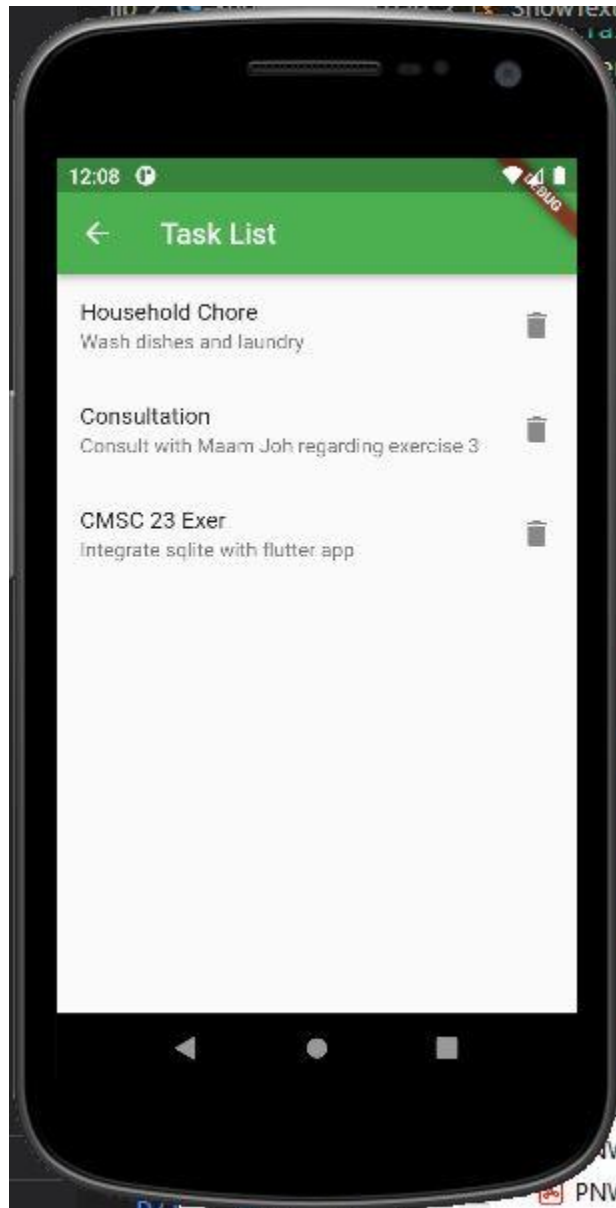 12:08
DEBUG
Task List
Household Chore
Wash dishes and laundry
Consultation
Consult with Maam Joh regarding exercise 3
CMSC 23 Exer
Integrate sqlite with flutter app